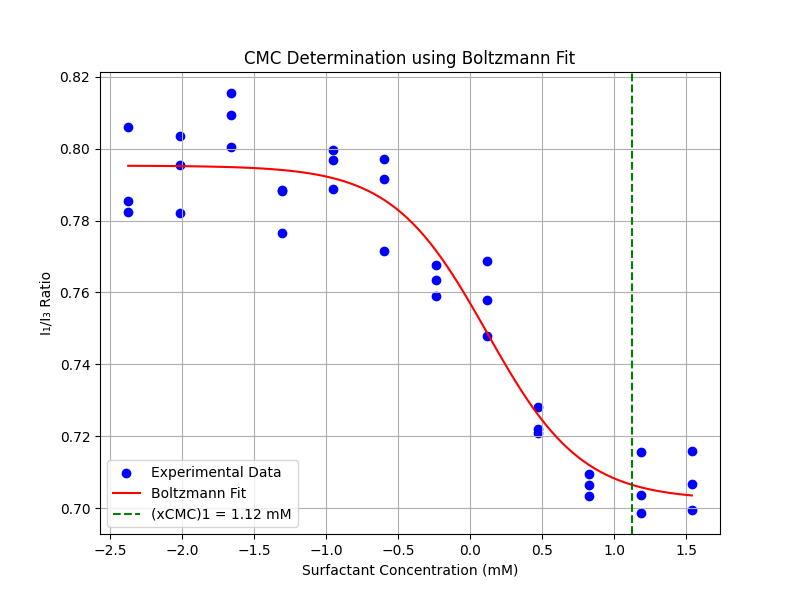 CMC Determination using Boltzmann Fit
0.82
0.80
0.78
0.76
0.74
0.72
0.70
I₁/I₃ Ratio
Experimental Data
Boltzmann Fit
(xCMC)1 = 1.12 mM
−2.5 −2.0 −1.5 −1.0 −0.5 0.0 0.5 1.0 1.5
Surfactant Concentration (mM)